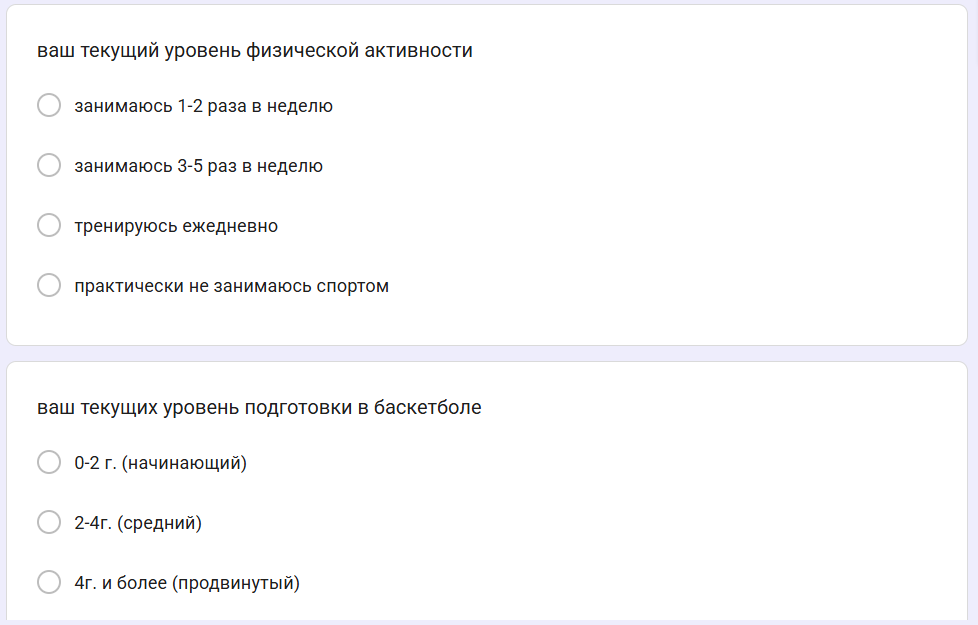 ваш текущий уровень физической активности
занимаюсь 1-2 раза в неделю
занимаюсь 3-5 раз в неделю
тренируюсь ежедневно
практически не занимаюсь спортом
ваш текущих уровень подготовки в баскетболе
0-2 г. (начинающий)
2-4г. (средний)
4г. и более (продвинутый)